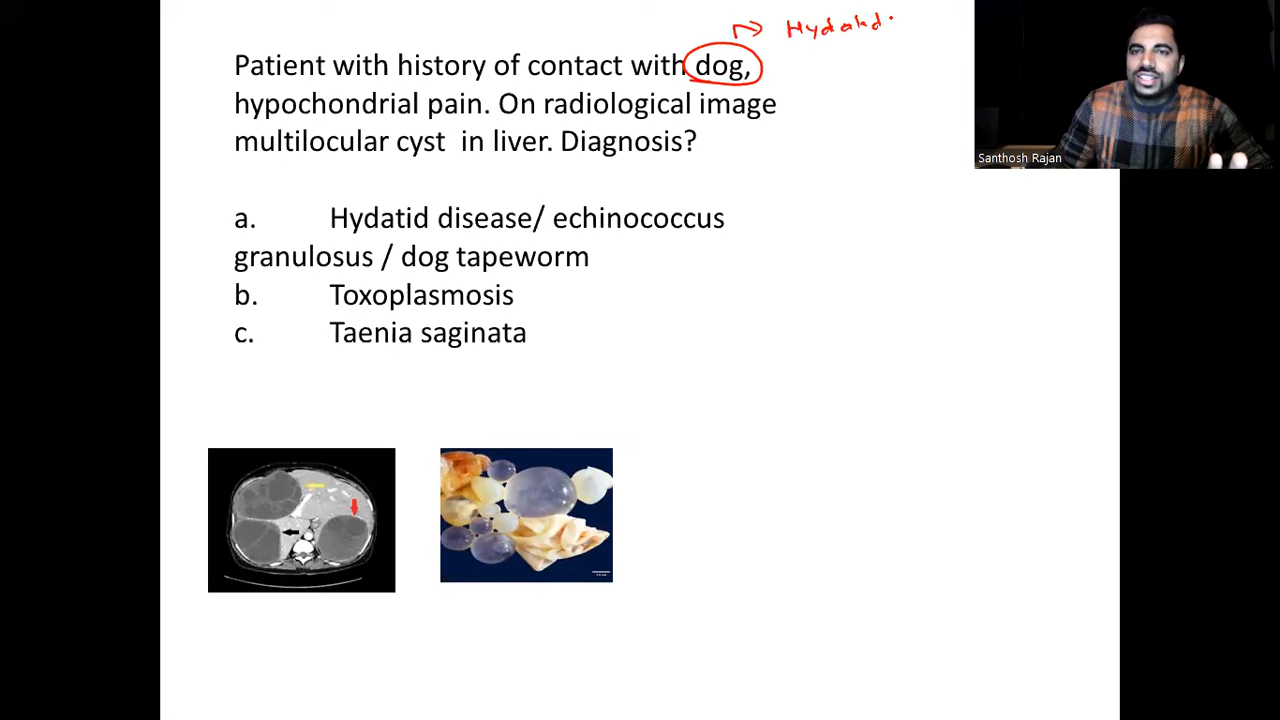 Hydatid.
Patient with history of contact with dog,
hypochondrial pain. On radiological image
multilocular cyst in liver. Diagnosis?
Santhosh Rajan
a. Hydatid disease/ echinococcus
granulosus / dog tapeworm
b. Toxoplasmosis
c. Taenia saginata